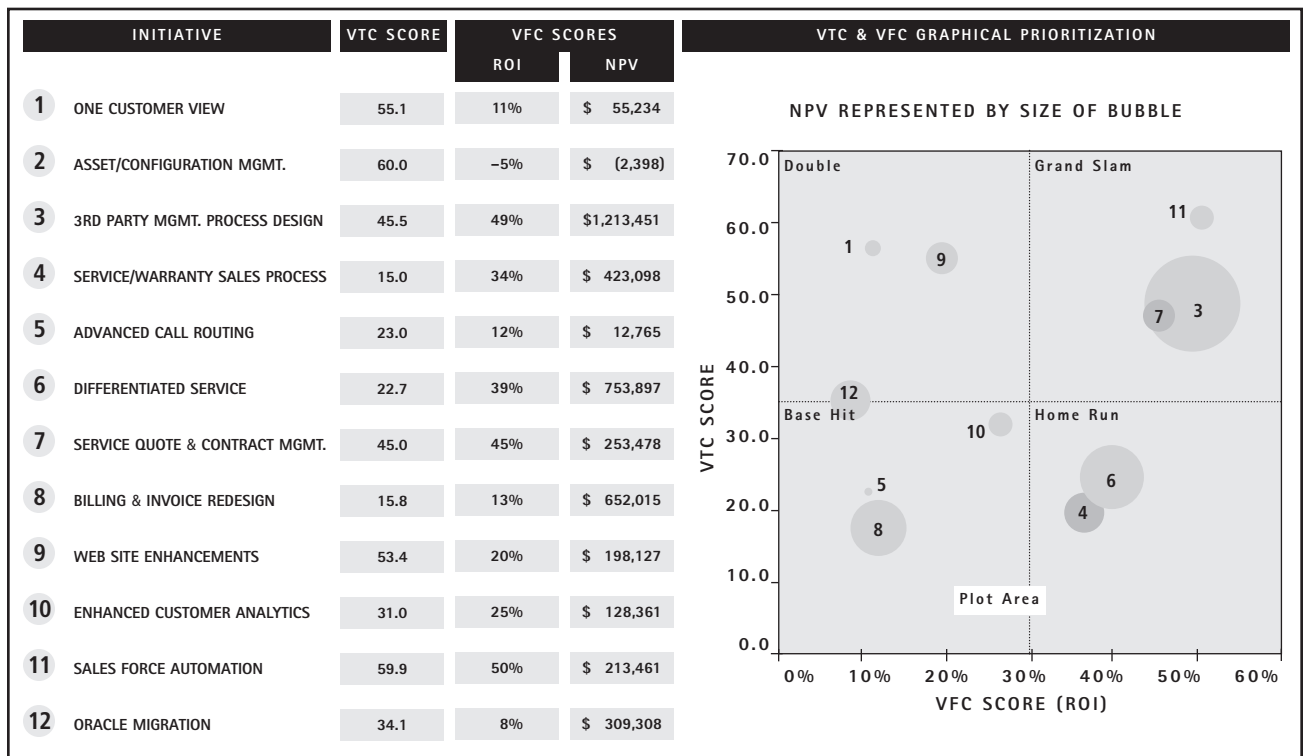 INITIATIVE VTC SCORE VFC SCORES VTC & VFC GRAPHICAL PRIORITIZATION
ROI NPV
1 ONE CUSTOMER VIEW 55.1 11% $ 55,234
2 ASSET/CONFIGURATION MGMT. 60.0 –5% $ (2,398)
3 3RD PARTY MGMT. PROCESS DESIGN 45.5 49% $1,213,451
4 SERVICE/WARRANTY SALES PROCESS 15.0 34% $ 423,098
5 ADVANCED CALL ROUTING 23.0 12% $ 12,765
6 DIFFERENTIATED SERVICE 22.7 39% $ 753,897
7 SERVICE QUOTE & CONTRACT MGMT. 45.0 45% $ 253,478
8 BILLING & INVOICE REDESIGN 15.8 13% $ 652,015
9 WEB SITE ENHANCEMENTS 53.4 20% $ 198,127
10 ENHANCED CUSTOMER ANALYTICS 31.0 25% $ 128,361
11 SALES FORCE AUTOMATION 59.9 50% $ 213,461
12 ORACLE MIGRATION 34.1 8% $ 309,308
NPV REPRESENTED BY SIZE OF BUBBLE
70.0
Double Grand Slam
11
60.0
1
9
50.0
7 3
40.0
12
Base Hit Home Run
10
30.0
6
5
20.0
4
8
10.0
Plot Area
0.0
VTC SCORE
0% 10% 20% 30% 40% 50% 60%
VFC SCORE (ROI)